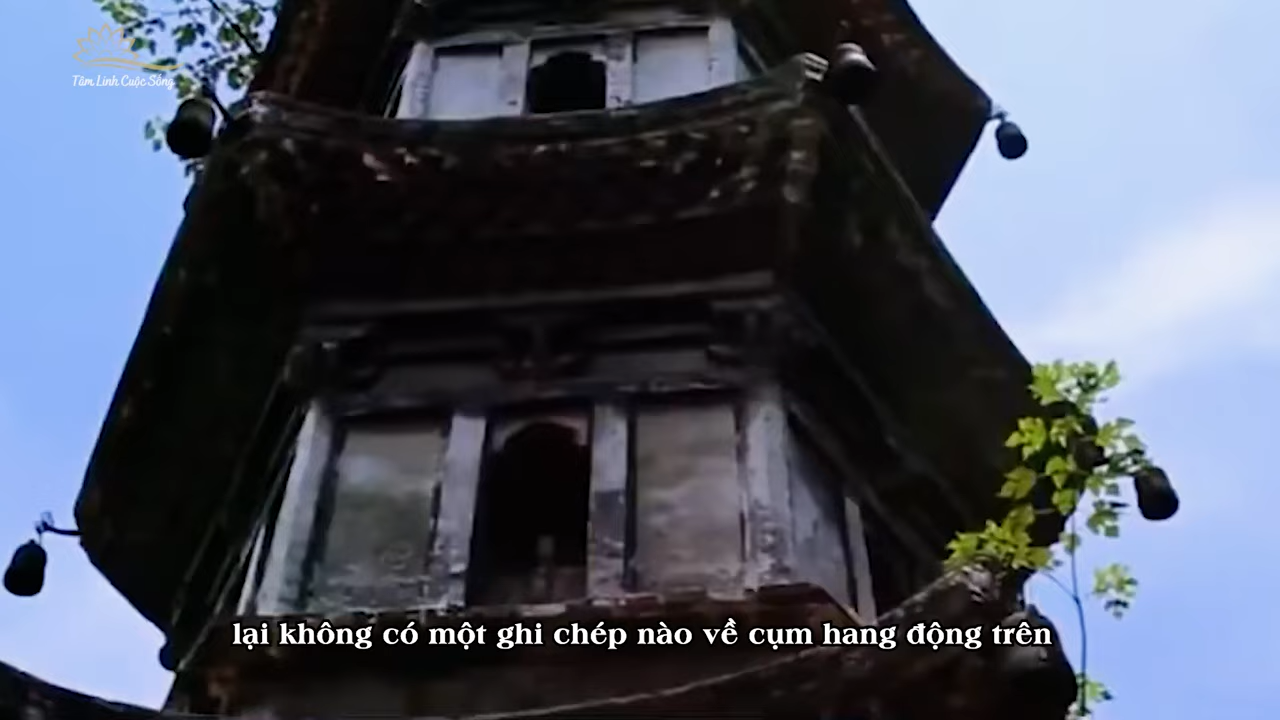 Tâm Linh Cuộc Sống
lại không có một ghi chép nào về cụm hang động trên